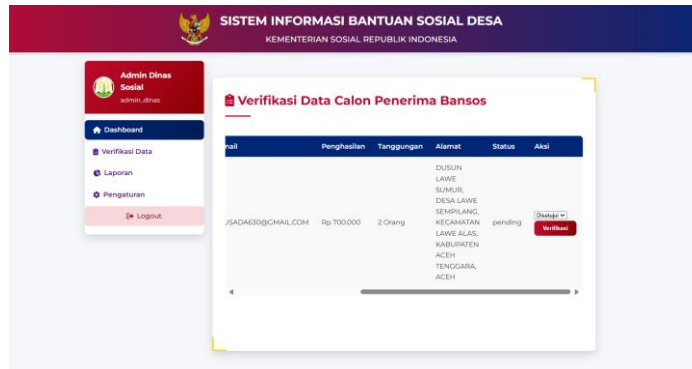 SISTEM INFORMASI BANTUAN SOSIAL DESA
KEMENTERIAN SOSIAL REPUBLIK INDONESIA
Admin Dinas
Sosial
admin_dinas
Dashboard
Verifikasi Data
Laporan
Pengaturan
Logout
Verifikasi Data Calon Penerima Bansos
nail Penghasilan Tanggungan Alamat Status Aksi
DUSUN
LAWE
SUMUR,
DESA LAWE
SEMPILANG,
JSADA630@GMAIL.COM Rp 700.000 2 Orang KECAMATAN pending Disetujui
LAWE ALAS, Verifikasi
KABUPATEN
ACEH
TENGGARA,
ACEH